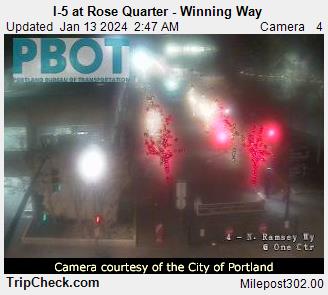 I-5 at Rose Quarter - Winning Way
Updated  Jan 13 2024  2:47 AM
Camera  4
PBOT
PORTLAND BUREAU OF TRANSPORTATION
4 - N. Ramsey Wy
@ One Ctr
Camera courtesy of the City of Portland
TripCheck.com
Milepost302.00